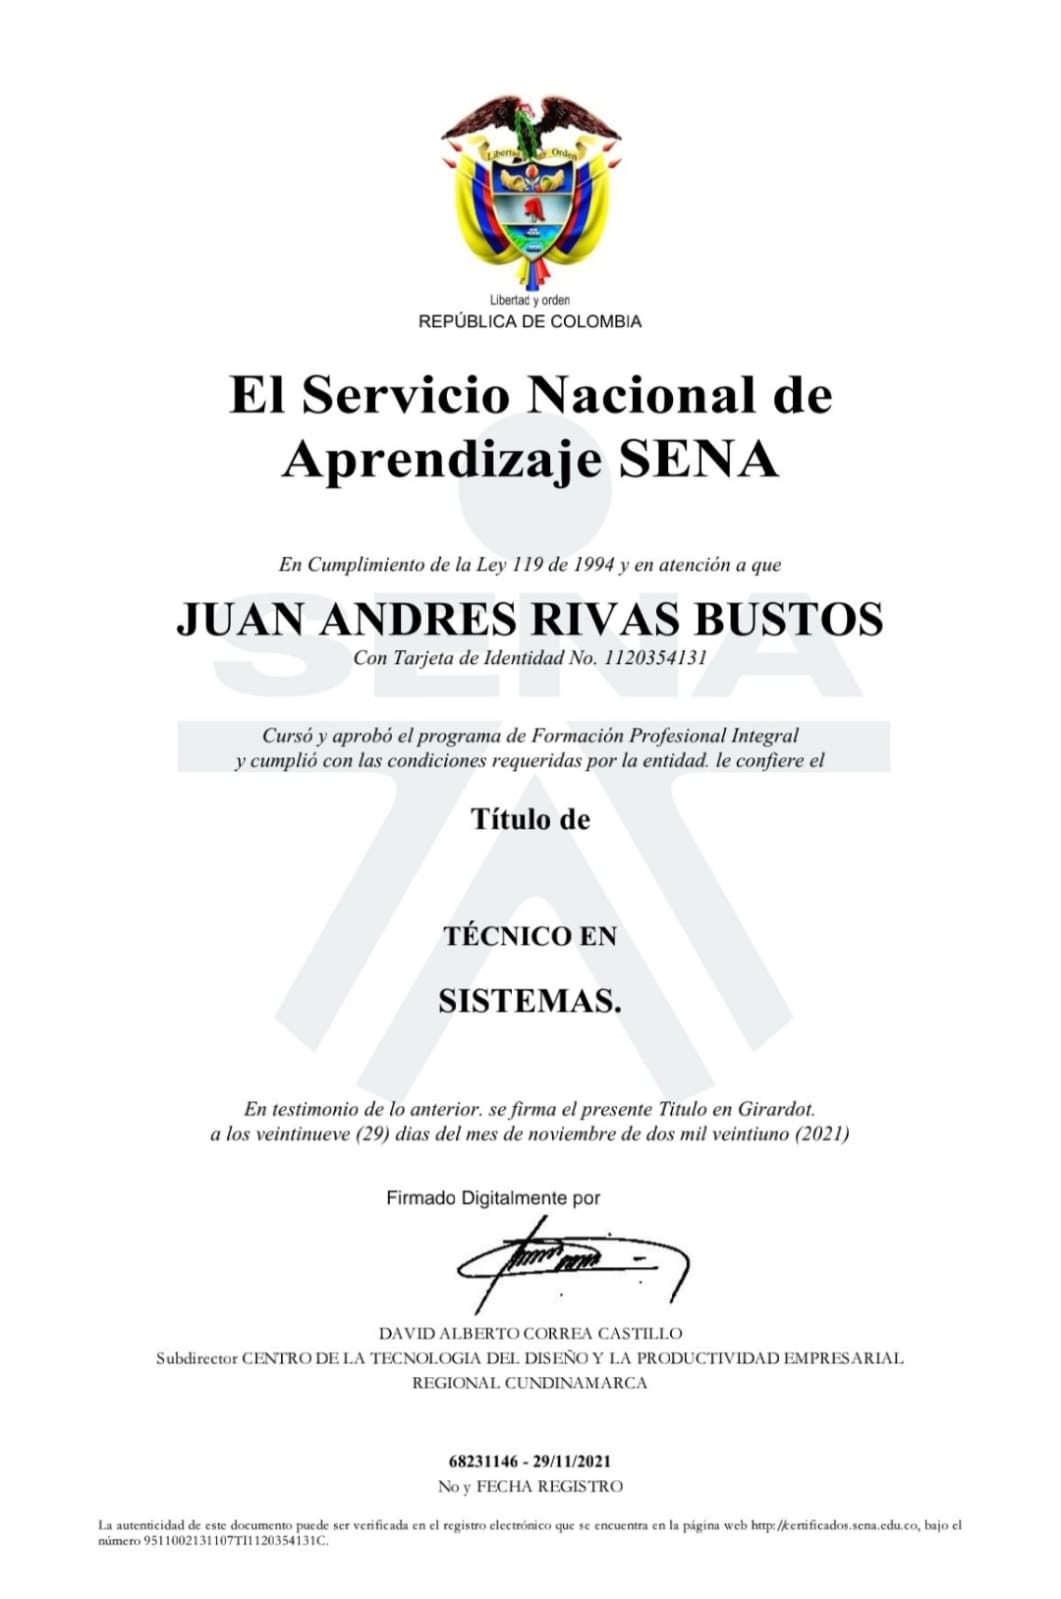 Libertad y Orden
Libertad y orden
REPÚBLICA DE COLOMBIA
El Servicio Nacional de
Aprendizaje SENA
En Cumplimiento de la Ley 119 de 1994 y en atención a que
SENA
JUAN ANDRES RIVAS BUSTOS
Con Tarjeta de Identidad No. 1120354131
Cursó y aprobó el programa de Formación Profesional Integral
y cumplió con las condiciones requeridas por la entidad. le confiere el
Título de
TÉCNICO EN
SISTEMAS.
En testimonio de lo anterior. se firma el presente Titulo en Girardot.
a los veintinueve (29) dias del mes de noviembre de dos mil veintiuno (2021)
Firmado Digitalmente por
DAVID ALBERTO CORREA CASTILLO
Subdirector CENTRO DE LA TECNOLOGIA DEL DISEÑO Y LA PRODUCTIVIDAD EMPRESARIAL
REGIONAL CUNDINAMARCA
68231146 - 29/11/2021
No y FECHA REGISTRO
La autenticidad de este documento puede ser verificada en el registro electrónico que se encuentra en la página web http://certificados.sena.edu.co, bajo el
número 9511002131107TI1120354131C.